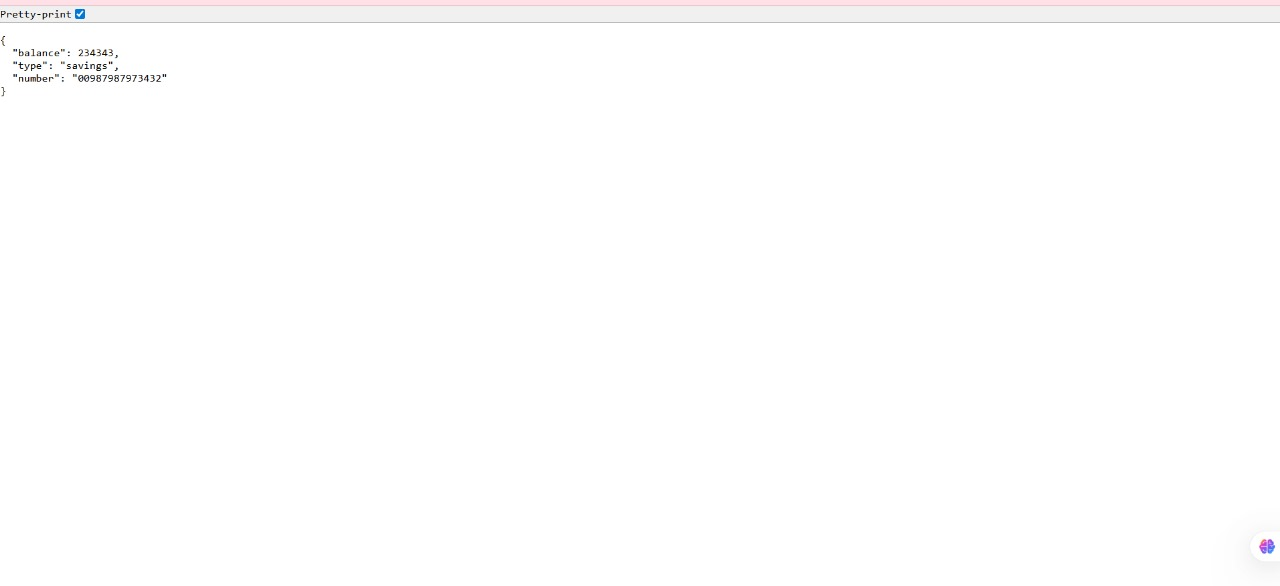 Pretty-print
{
  "balance": 234343,
  "type": "savings",
  "number": "00987987973432"
}